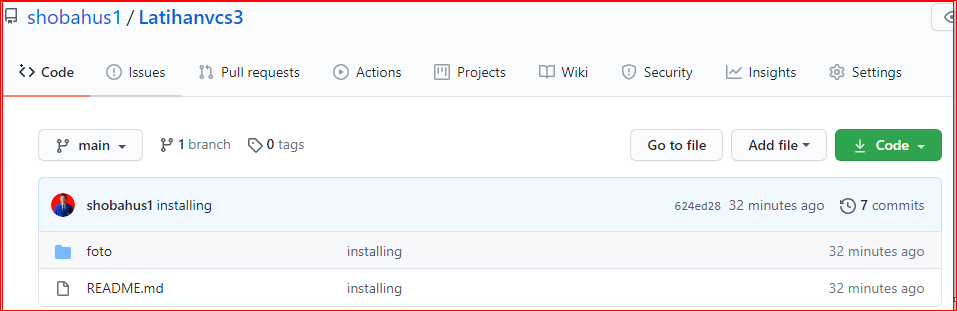 shobahus1 / Latihanvcs3
Code Issues Pull requests Actions Projects Wiki Security Insights Settings
main 1 branch 0 tags Go to file Add file Code
shobahus1 installing 624ed28 32 minutes ago 7 commits
foto installing 32 minutes ago
README.md installing 32 minutes ago